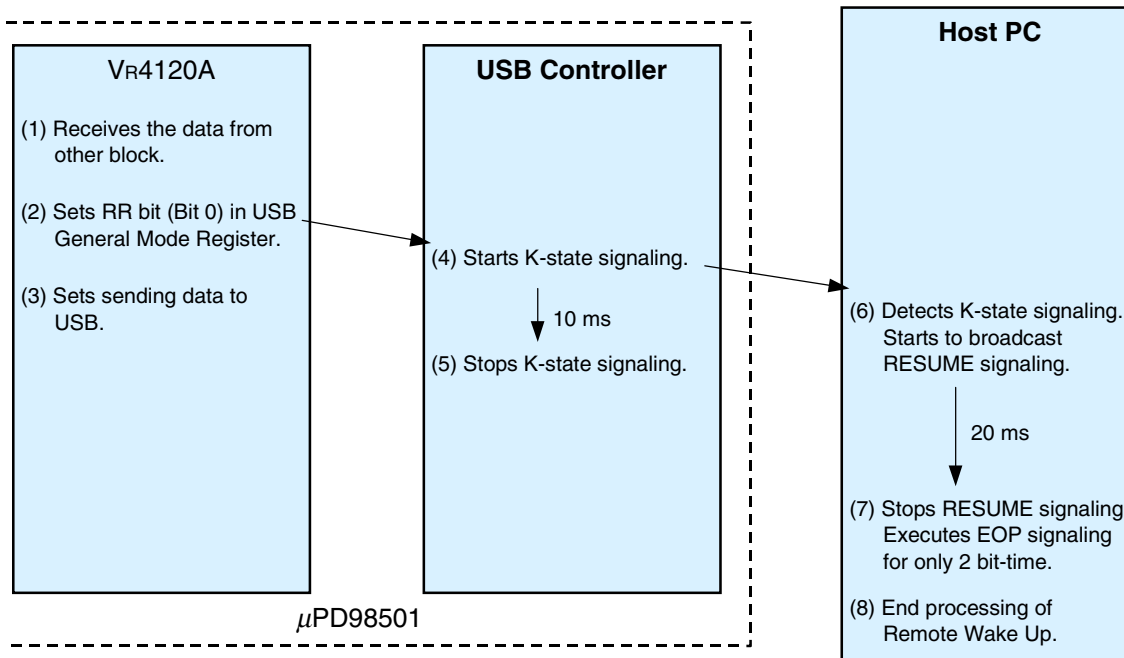 VR4120A
(1) Receives the data from
other block.
(2) Sets RR bit (Bit 0) in USB
General Mode Register.
(3) Sets sending data to
USB.
USB Controller
(4) Starts K-state signaling.
10 ms
(5) Stops K-state signaling.
Host PC
(6) Detects K-state signaling.
Starts to broadcast
RESUME signaling.
20 ms
(7) Stops RESUME signaling
Executes EOP signaling
for only 2 bit-time.
(8) End processing of
Remote Wake Up.
μPD98501